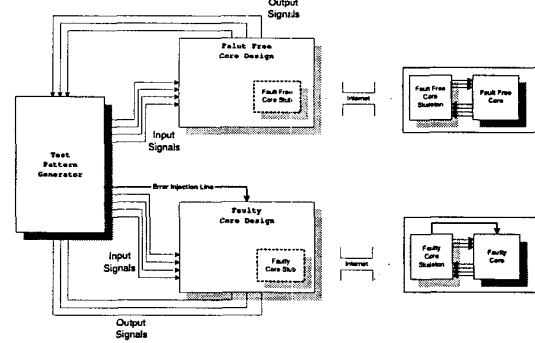 Output
Signals
Falut Free
Core Design
Fault Free
Core Stub
Internet
Fault Free
Core
Skeleton
Fault Free
Core
Input
Signals
Test
Pattern
Generator
Error Injection Line
Faulty
Core Design
Faulty
Core Stub
Internet
Faulty
Core
Skeleton
Faulty
Core
Input
Signals
Output
Signals